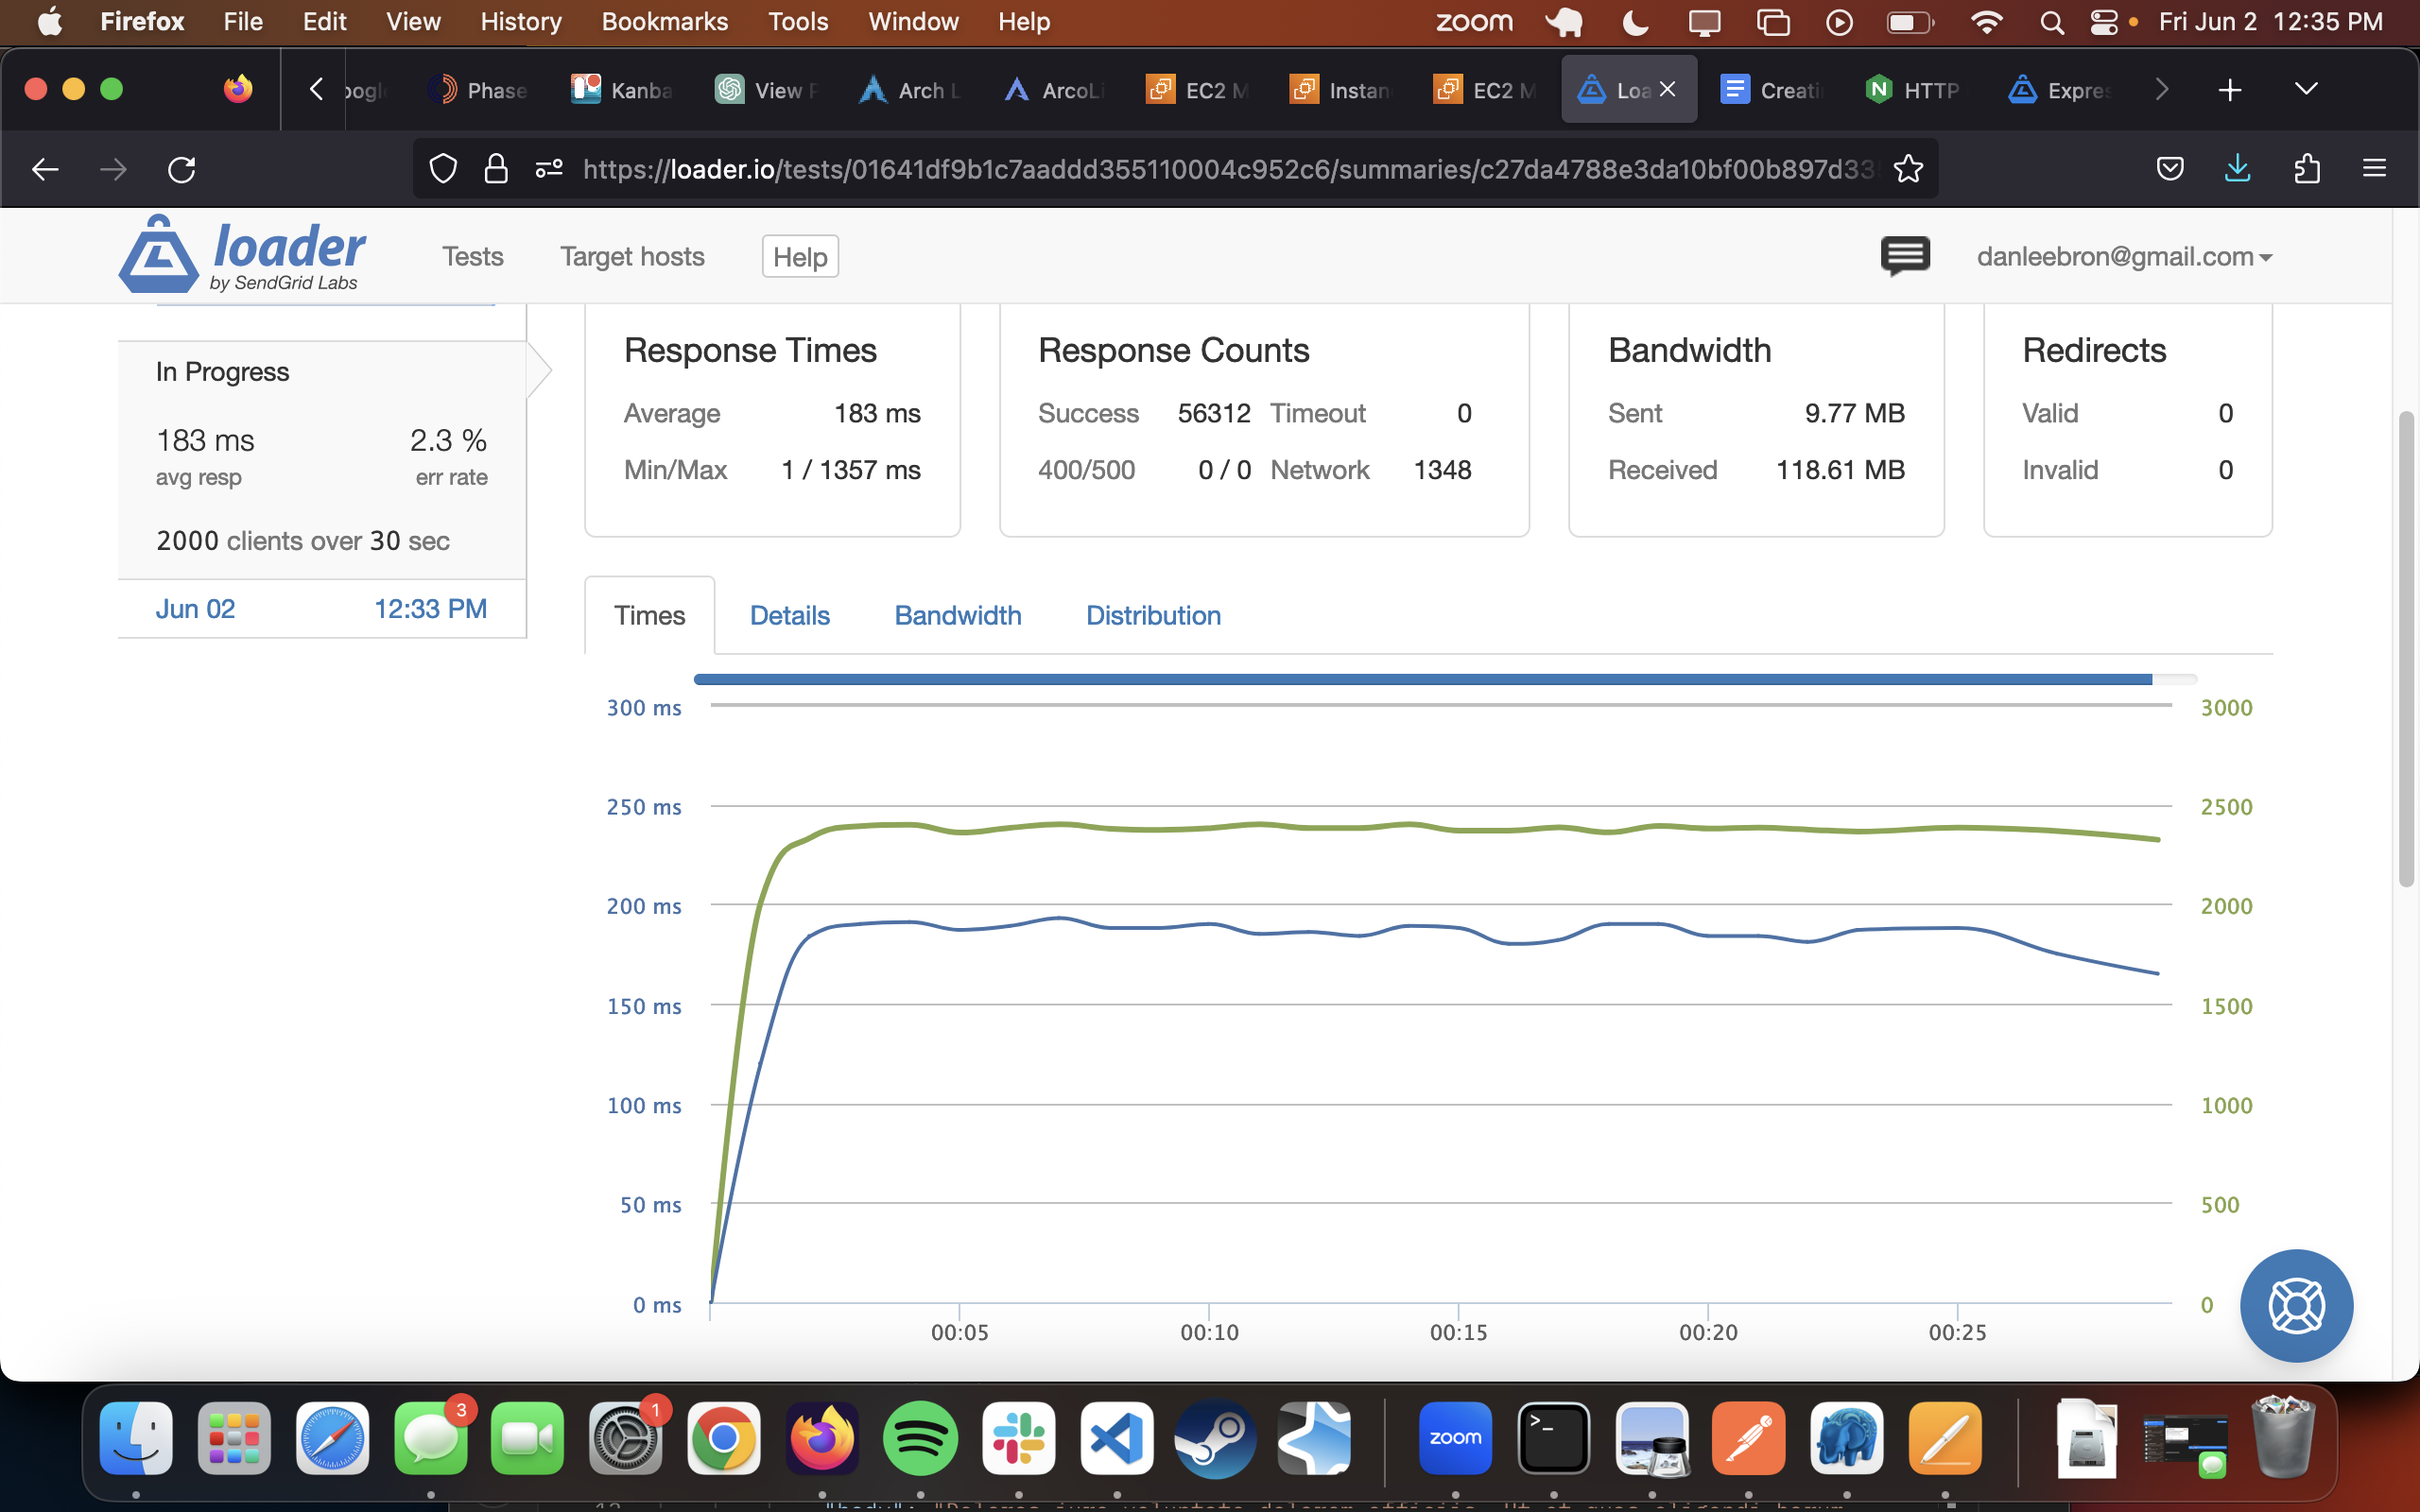 Firefox File Edit View History Bookmarks Tools Window Help zoom Fri Jun 2 12:35 PM
Phase Kanba View Arch L ArcoLi EC2 M Instan EC2 M Loa Creati HTTP Expres
https://loader.io/tests/01641df9b1c7aaddd355110004c952c6/summaries/c27da4788e3da10bf00b897d33
loader
by SendGrid Labs
Tests Target hosts Help danleebron@gmail.com
In Progress
183 ms 2.3 %
avg resp err rate
2000 clients over 30 sec
Jun 02 12:33 PM
Response Times
Average 183 ms
Min/Max 1 / 1357 ms
Response Counts
Success 56312 Timeout 0
400/500 0 / 0 Network 1348
Bandwidth
Sent 9.77 MB
Received 118.61 MB
Redirects
Valid 0
Invalid 0
Times Details Bandwidth Distribution
300 ms 3000
250 ms 2500
200 ms 2000
150 ms 1500
100 ms 1000
50 ms 500
0 ms 0
00:05 00:10 00:15 00:20 00:25
3 1 zoom